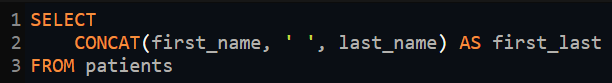 1 SELECT
2     CONCAT(first_name, ' ', last_name) AS first_last
3 FROM patients